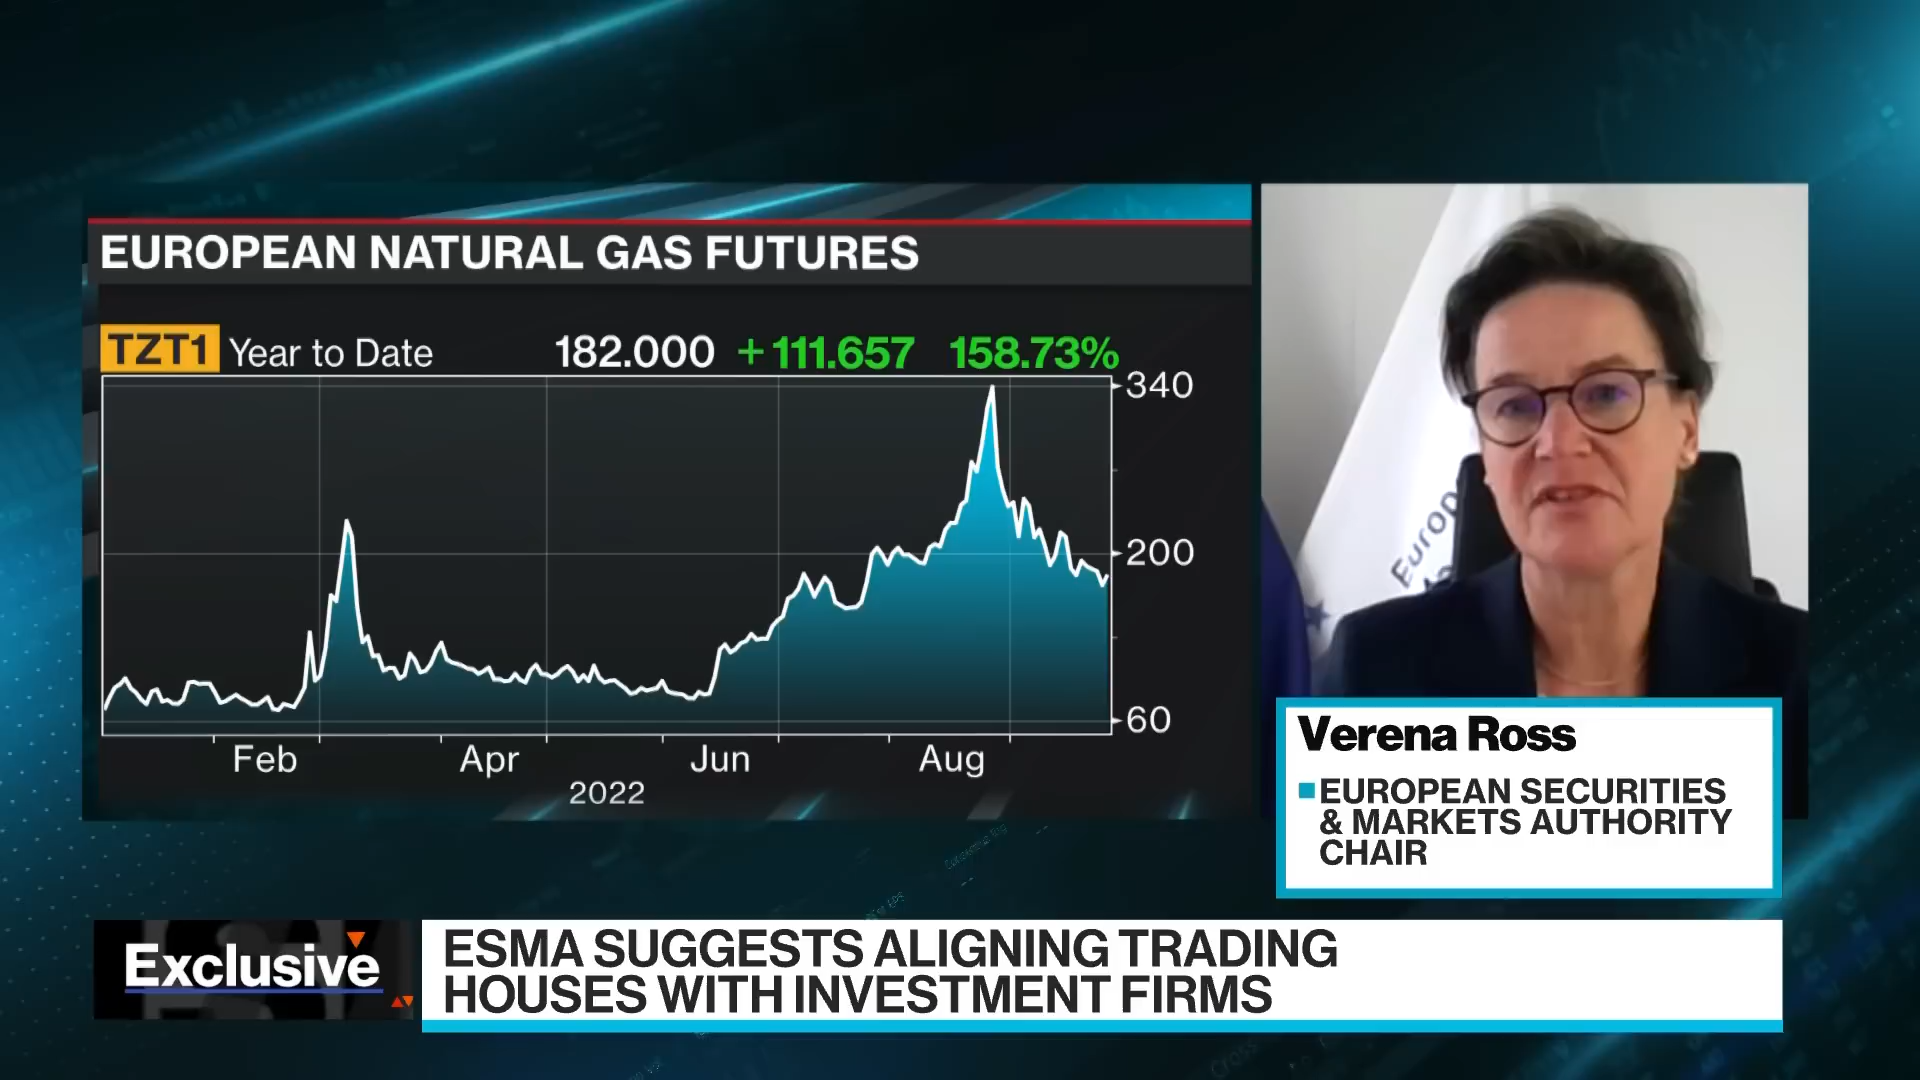 EUROPEAN NATURAL GAS FUTURES
TZT1 Year to Date 182.000 +111.657 158.73%
340
200
60
Feb Apr Jun Aug
2022
Europ
Verena Ross
EUROPEAN SECURITIES
& MARKETS AUTHORITY
CHAIR
Exclusive
ESMA SUGGESTS ALIGNING TRADING
HOUSES WITH INVESTMENT FIRMS